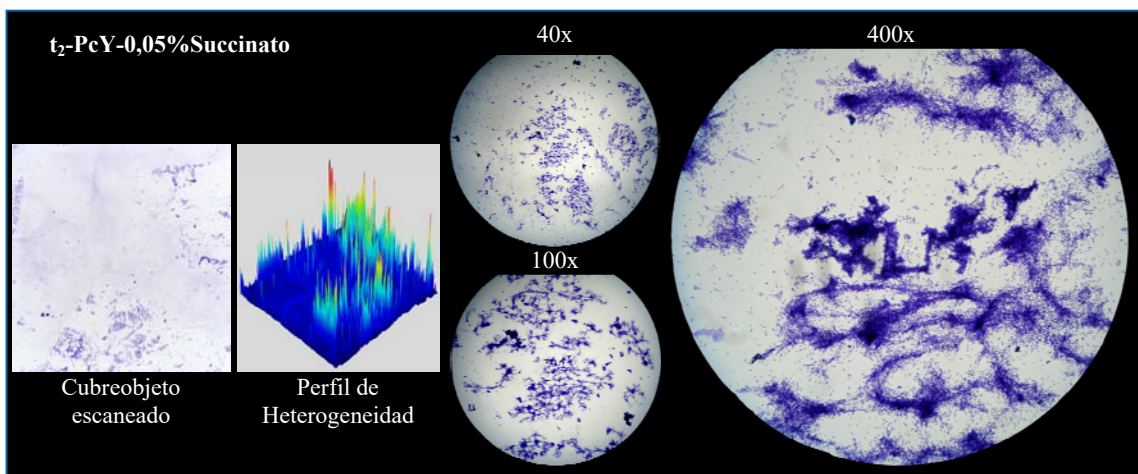 t₂-PcY-0,05%Succinato
40x
400x
100x
Cubreobjeto
escaneado
Perfil de
Heterogeneidad